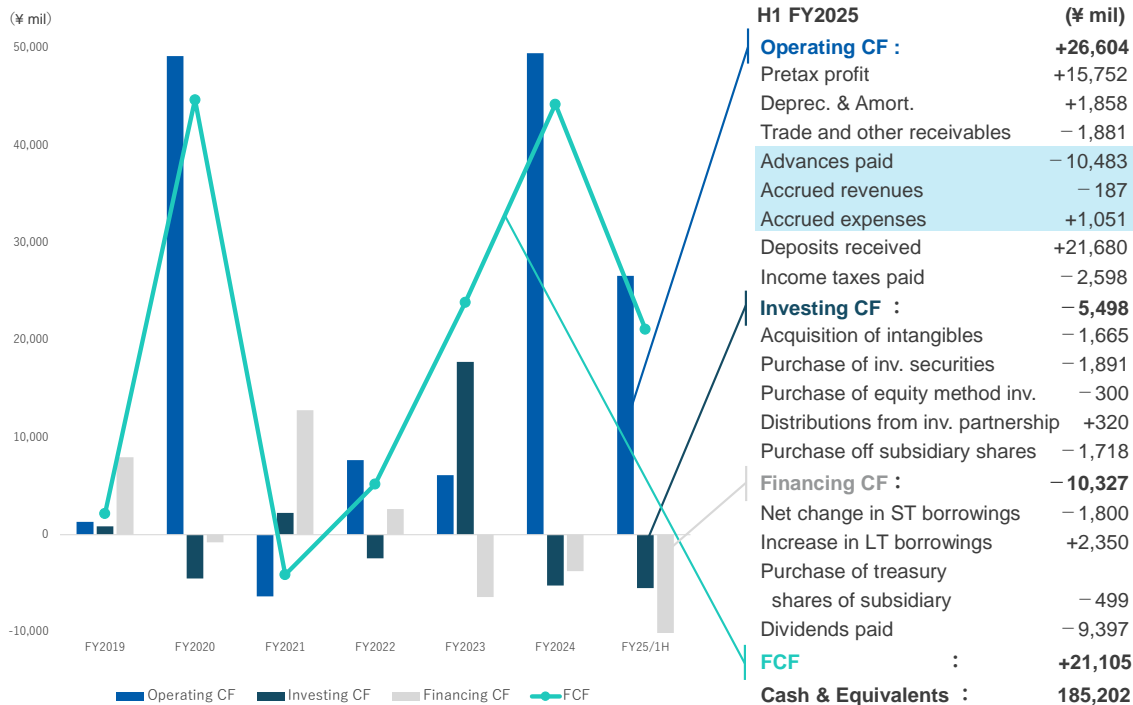 (¥ mil)
50,000
40,000
30,000
20,000
10,000
0
-10,000
FY2019
FY2020
FY2021
FY2022
FY2023
FY2024
FY25/1H
Operating CF
Investing CF
Financing CF
FCF
H1 FY2025 (¥ mil)
Operating CF : +26,604
Pretax profit +15,752
Deprec. & Amort. +1,858
Trade and other receivables －1,881
Advances paid －10,483
Accrued revenues －187
Accrued expenses +1,051
Deposits received +21,680
Income taxes paid －2,598
Investing CF ： －5,498
Acquisition of intangibles －1,665
Purchase of inv. securities －1,891
Purchase of equity method inv. －300
Distributions from inv. partnership +320
Purchase off subsidiary shares －1,718
Financing CF： －10,327
Net change in ST borrowings －1,800
Increase in LT borrowings +2,350
Purchase of treasury
shares of subsidiary －499
Dividends paid －9,397
FCF ： +21,105
Cash & Equivalents ： 185,202